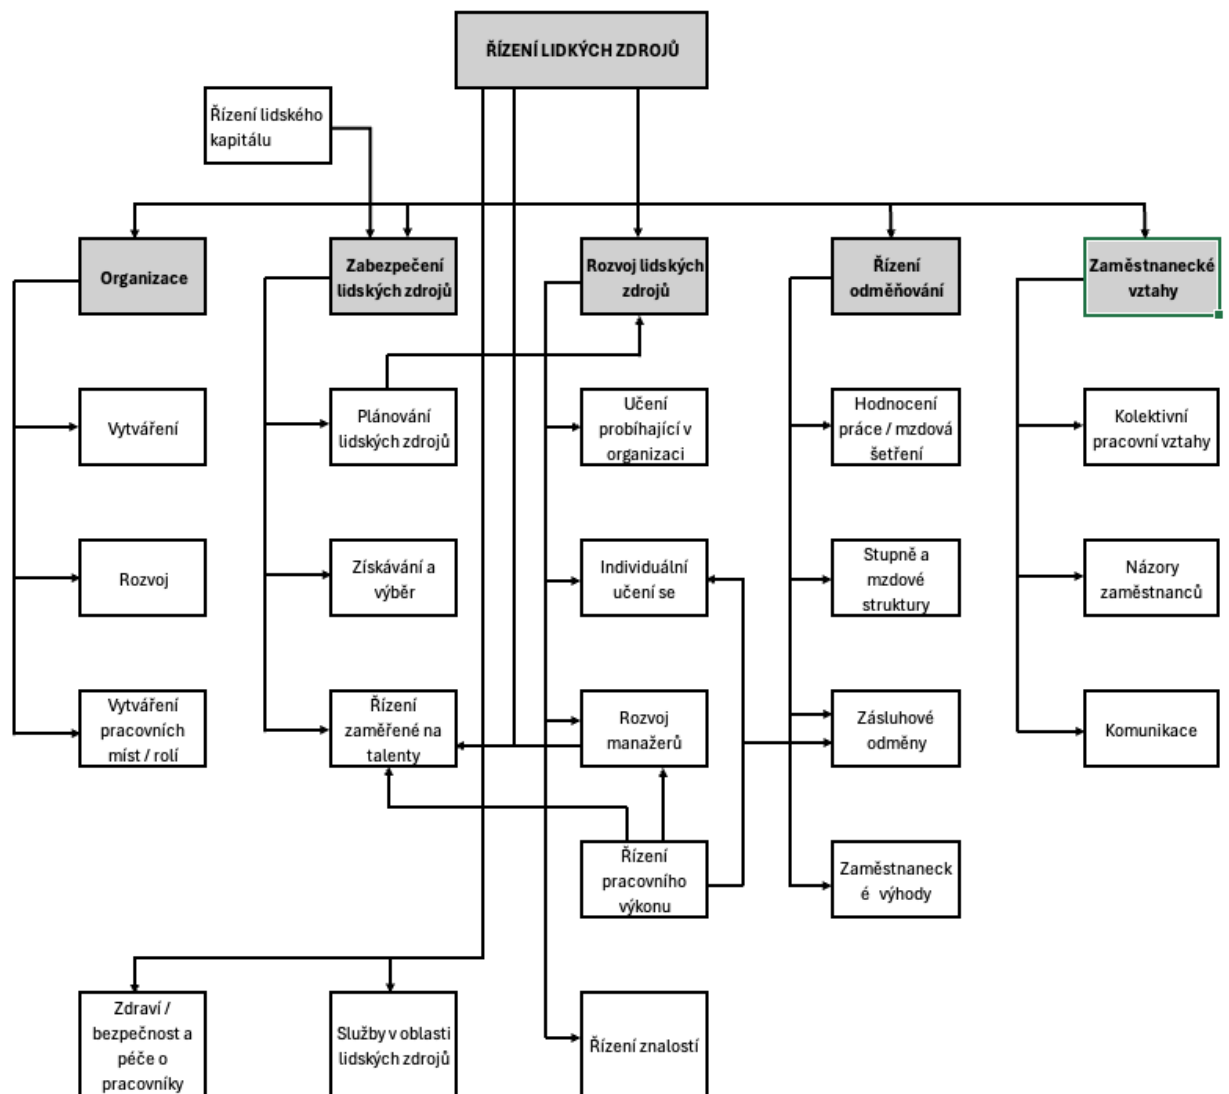 ŘÍZENÍ LIDKÝCH ZDROJŮ
Řízení lidského
kapitálu
Organizace
Zabezpečení
lidských zdrojů
Rozvoj lidských
zdrojů
Řízení
odměňování
Zaměstnanecké
vztahy
Vytváření
Plánování
lidských zdrojů
Učení
probíhající v
organizaci
Hodnocení
práce / mzdová
šetření
Kolektivní
pracovní vztahy
Rozvoj
Získávání a
výběr
Individuální
učení se
Stupně a
mzdové
struktury
Názory
zaměstnanců
Vytváření
pracovních
míst / rolí
Řízení
zaměřené na
talenty
Rozvoj
manažerů
Zásluhové
odměny
Komunikace
Řízení
pracovního
výkonu
Zaměstnaneck
é výhody
Zdraví /
bezpečnost a
péče o
pracovníky
Služby v oblasti
lidských zdrojů
Řízení znalostí